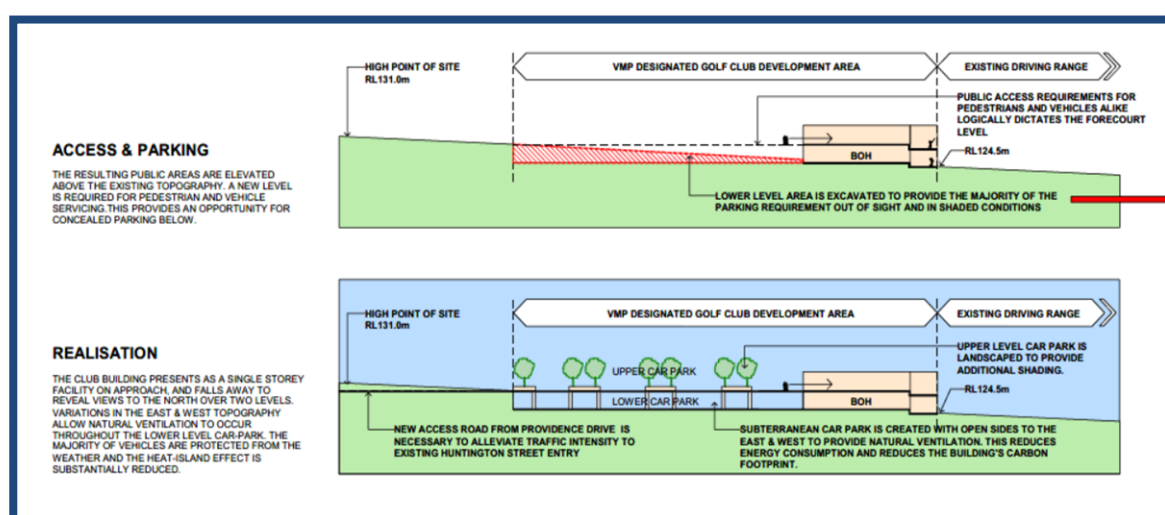 HIGH POINT OF SITE
RL131.0m
VMP DESIGNATED GOLF CLUB DEVELOPMENT AREA
EXISTING DRIVING RANGE
PUBLIC ACCESS REQUIREMENTS FOR
PEDESTRIANS AND VEHICLES ALIKE
LOGICALLY DICTATES THE FORECOURT
LEVEL
ACCESS & PARKING
THE RESULTING PUBLIC AREAS ARE ELEVATED
ABOVE THE EXISTING TOPOGRAPHY. A NEW LEVEL
IS REQUIRED FOR PEDESTRIAN AND VEHICLE
SERVICING.THIS PROVIDES AN OPPORTUNITY FOR
CONCEALED PARKING BELOW.
BOH
RL124.5m
LOWER LEVEL AREA IS EXCAVATED TO PROVIDE THE MAJORITY OF THE
PARKING REQUIREMENT OUT OF SIGHT AND IN SHADED CONDITIONS
HIGH POINT OF SITE
RL131.0m
VMP DESIGNATED GOLF CLUB DEVELOPMENT AREA
EXISTING DRIVING RANGE
UPPER LEVEL CAR PARK IS
LANDSCAPED TO PROVIDE
ADDITIONAL SHADING.
REALISATION
THE CLUB BUILDING PRESENTS AS A SINGLE STOREY
FACILITY ON APPROACH, AND FALLS AWAY TO
REVEAL VIEWS TO THE NORTH OVER TWO LEVELS.
VARIATIONS IN THE EAST & WEST TOPOGRAPHY
ALLOW NATURAL VENTILATION TO OCCUR
THROUGHOUT THE LOWER LEVEL CAR-PARK. THE
MAJORITY OF VEHICLES ARE PROTECTED FROM THE
WEATHER AND THE HEAT-ISLAND EFFECT IS
SUBSTANTIALLY REDUCED.
UPPER CAR PARK
LOWER CAR PARK
BOH
RL124.5m
NEW ACCESS ROAD FROM PROVIDENCE DRIVE IS
NECESSARY TO ALLEVIATE TRAFFIC INTENSITY TO
EXISTING HUNTINGTON STREET ENTRY
SUBTERRANEAN CAR PARK IS CREATED WITH OPEN SIDES TO THE
EAST & WEST TO PROVIDE NATURAL VENTILATION. THIS REDUCES
ENERGY CONSUMPTION AND REDUCES THE BUILDING'S CARBON
FOOTPRINT.